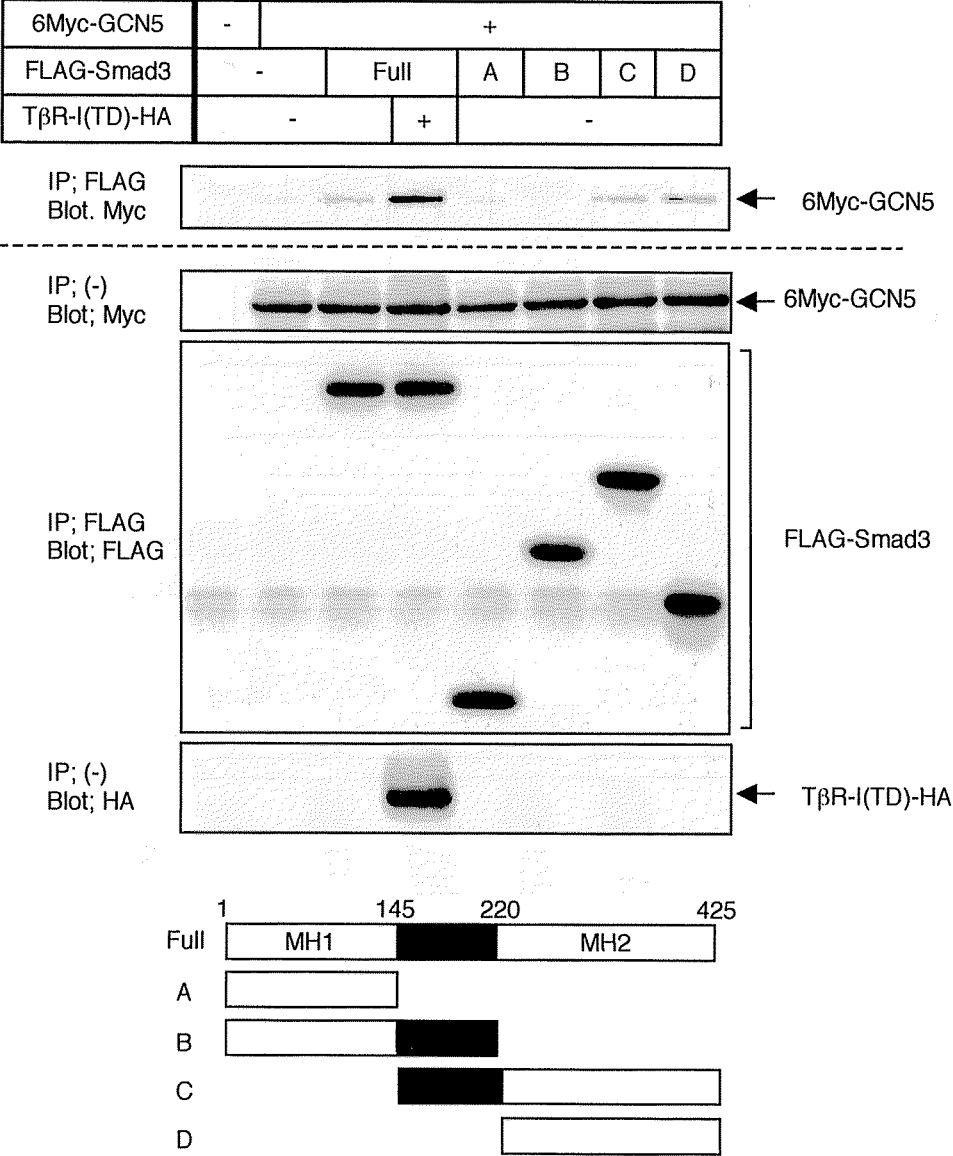 6Myc-GCN5 - +
FLAG-Smad3 - Full A B C D
TβR-I(TD)-HA - + -
IP; FLAG
Blot. Myc
6Myc-GCN5
IP; (-)
Blot; Myc
6Myc-GCN5
IP; FLAG
Blot; FLAG
FLAG-Smad3
IP; (-)
Blot; HA
TβR-I(TD)-HA
1 145 220 425
Full MH1 MH2
A
B
C
D